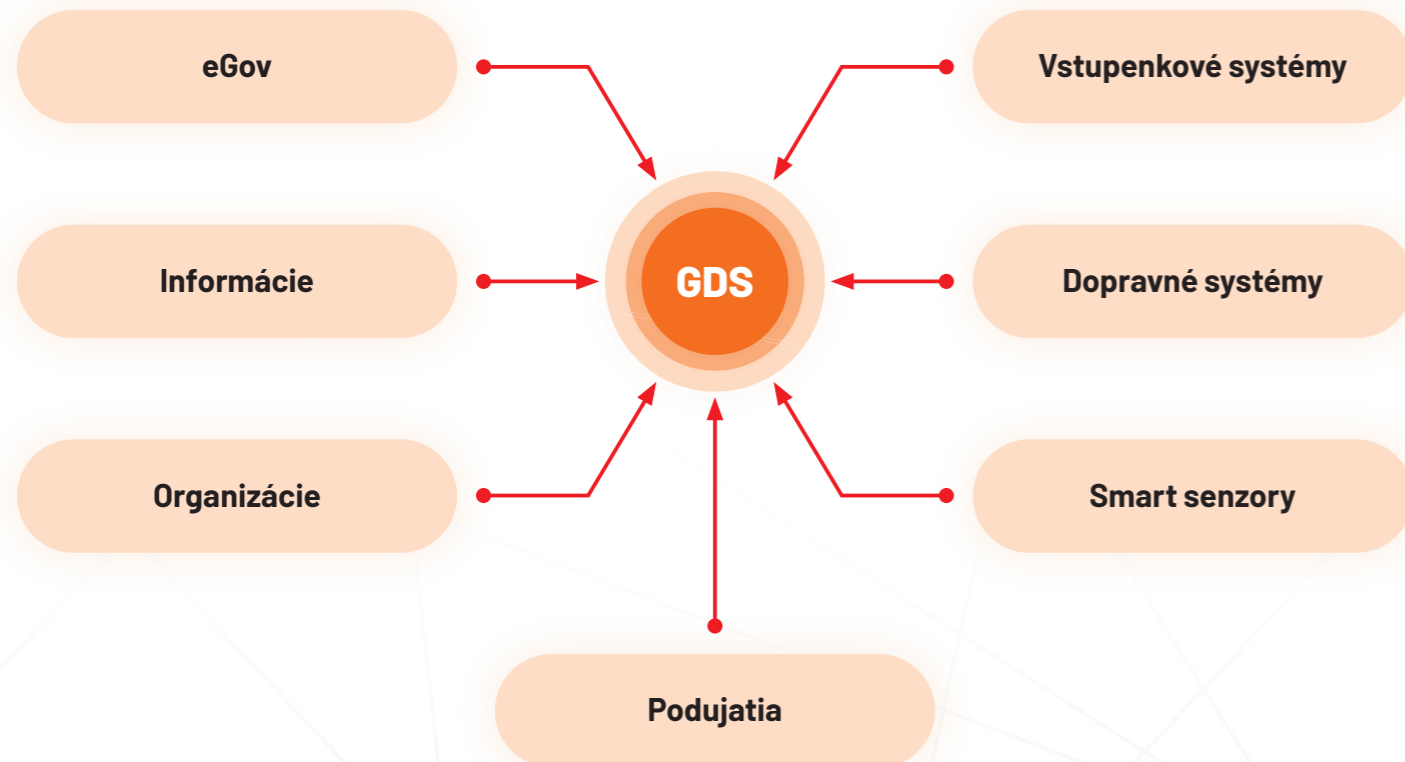 eGov
Vstupenkové systémy
Informácie
GDS
Dopravné systémy
Organizácie
Smart senzory
Podujatia